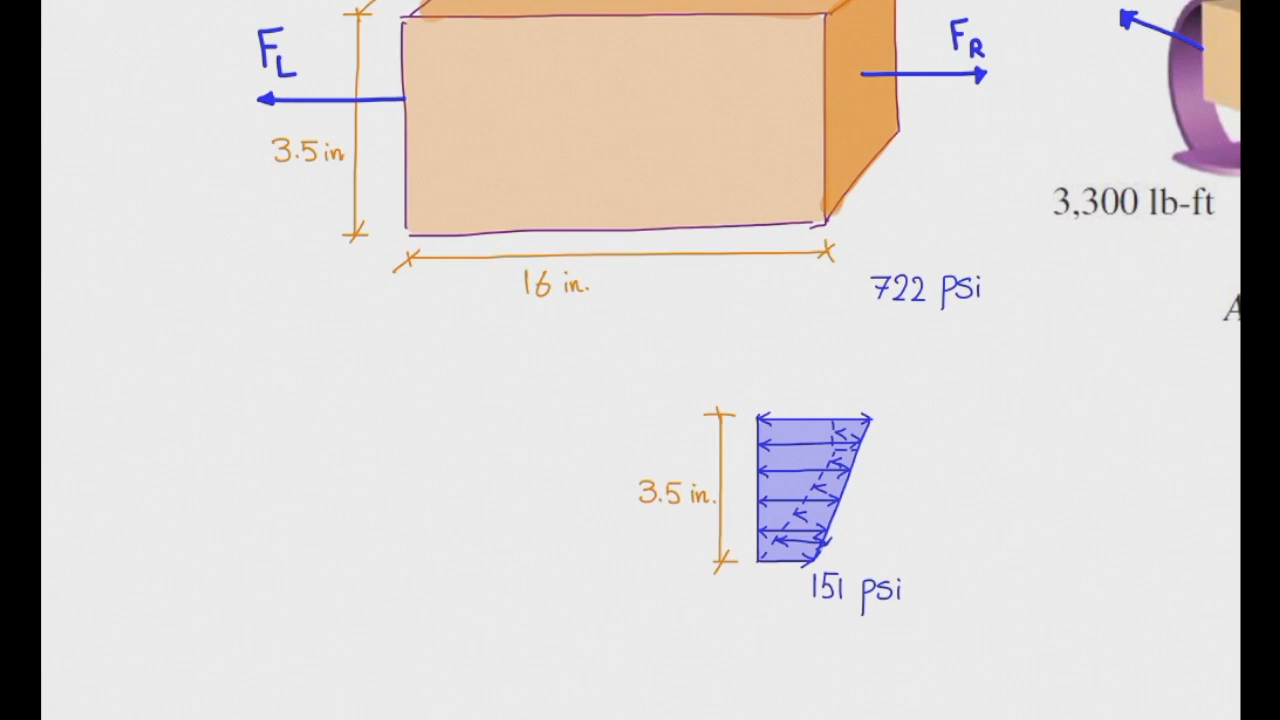 F_L
F_R
3.5 in
3,300 lb-ft
16 in.
722 psi
3.5 in.
151 psi